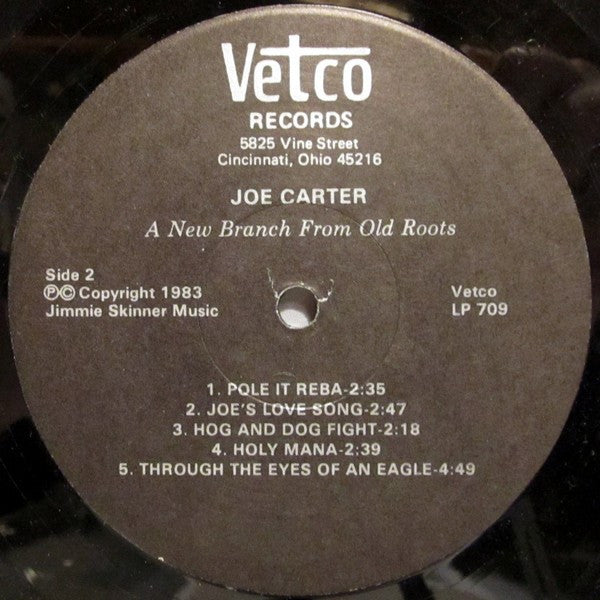 Vetco
RECORDS
5825 Vine Street
Cincinnati, Ohio 45216
JOE CARTER
A New Branch From Old Roots
Side 2
ⓅⒸ Copyright 1983
Jimmie Skinner Music
Vetco
LP 709
1. POLE IT REBA-2:35
2. JOE'S LOVE SONG-2:47
3. HOG AND DOG FIGHT-2:18
4. HOLY MANA-2:39
5. THROUGH THE EYES OF AN EAGLE-4:49